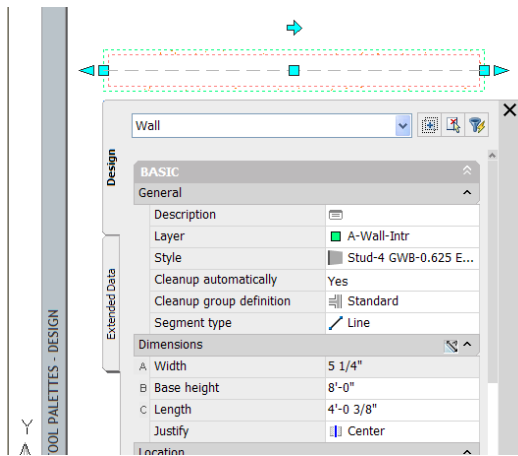 Wall
Design
BASIC
General
Description
Layer A-Wall-Intr
Style Stud-4 GWB-0.625 E...
Cleanup automatically Yes
Cleanup group definition Standard
Segment type Line
Dimensions
A Width 5 1/4"
B Base height 8'-0"
C Length 4'-0 3/8"
Justify Center
Location
Extended Data
TOOL PALETTES - DESIGN
Y